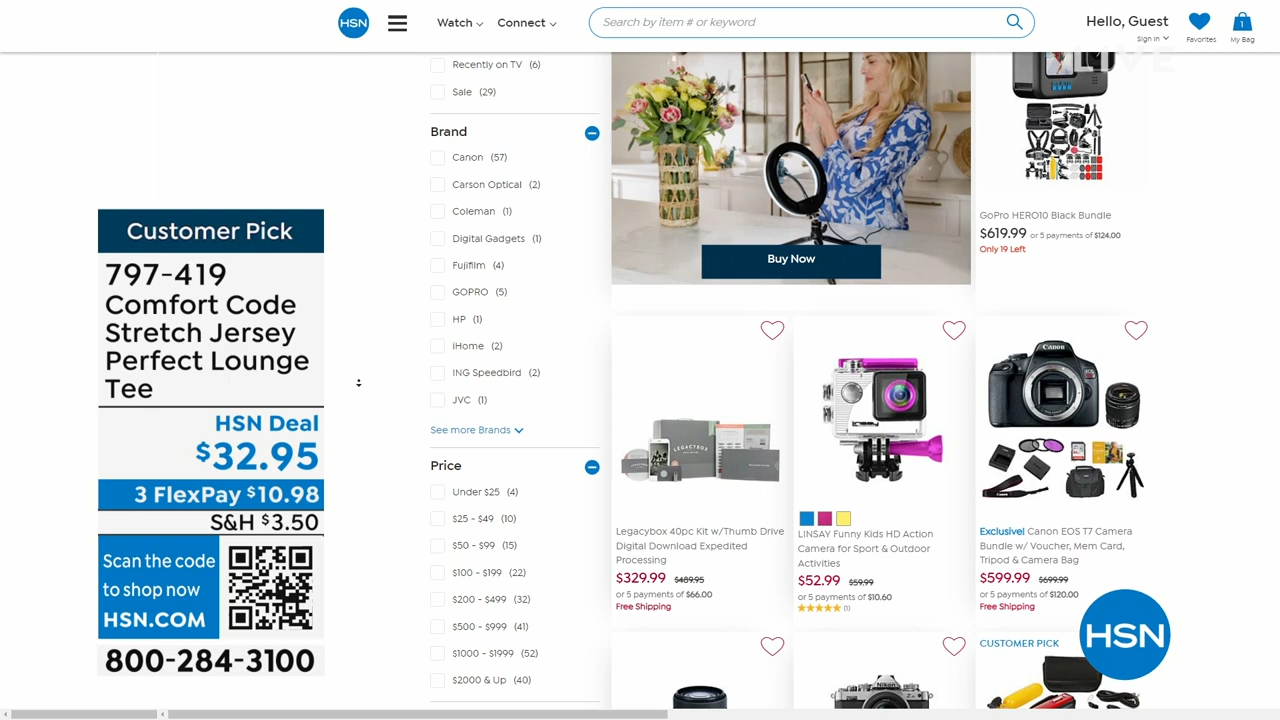 HSN
Watch
Connect
Search by item # or keyword
Hello, Guest
Sign In
Favorites
1
My Bag
LIVE
Recently on TV (6)
Sale (29)
Brand
Canon (57)
Carson Optical (2)
Coleman (1)
Digital Gadgets (1)
Fujifilm (4)
GOPRO (5)
HP (1)
iHome (2)
ING Speedbird (2)
JVC (1)
See more Brands
Price
Under $25 (4)
$25 - $49 (10)
$50 - $99 (15)
$100 - $199 (22)
$200 - $499 (32)
$500 - $999 (41)
$1000 - $1999 (52)
$2000 & Up (40)
Customer Pick
797-419
Comfort Code
Stretch Jersey
Perfect Lounge
Tee
HSN Deal
$32.95
3 FlexPay $10.98
S&H $3.50
Scan the code
to shop now
HSN.COM
800-284-3100
Buy Now
GoPro HERO10 Black Bundle
$619.99 or 5 payments of $124.00
Only 19 Left
LEGACYBOX
Legacybox 40pc Kit w/Thumb Drive
Digital Download Expedited
Processing
$329.99 $489.95
or 5 payments of $66.00
Free Shipping
LINSAY Funny Kids HD Action
Camera for Sport & Outdoor
Activities
$52.99 $59.99
or 5 payments of $10.60
(1)
Canon
Exclusive! Canon EOS T7 Camera
Bundle w/ Voucher, Mem Card,
Tripod & Camera Bag
$599.99 $699.99
or 5 payments of $120.00
Free Shipping
CUSTOMER PICK
Nikon
HSN